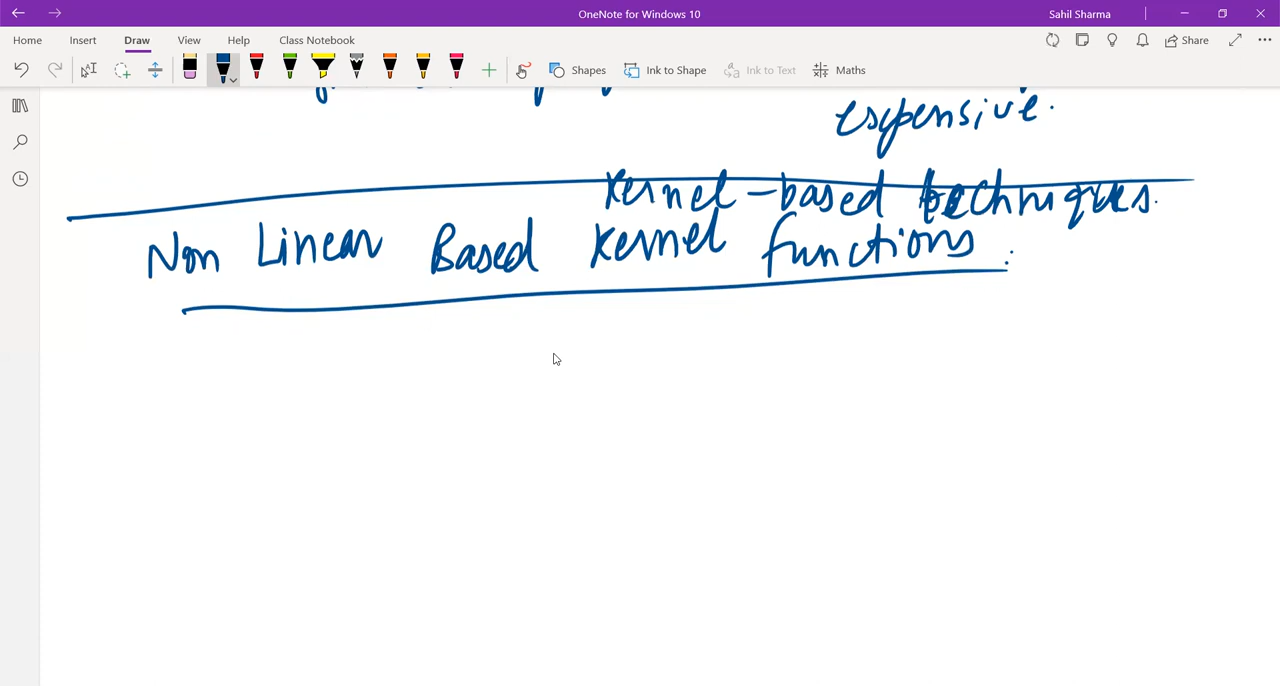 OneNote for Windows 10
Sahil Sharma
Home Insert Draw View Help Class Notebook
Share
Shapes Ink to Shape Ink to Text Maths
expensive.
Kernel-based techniques.
Non Linear Based Kernel functions.